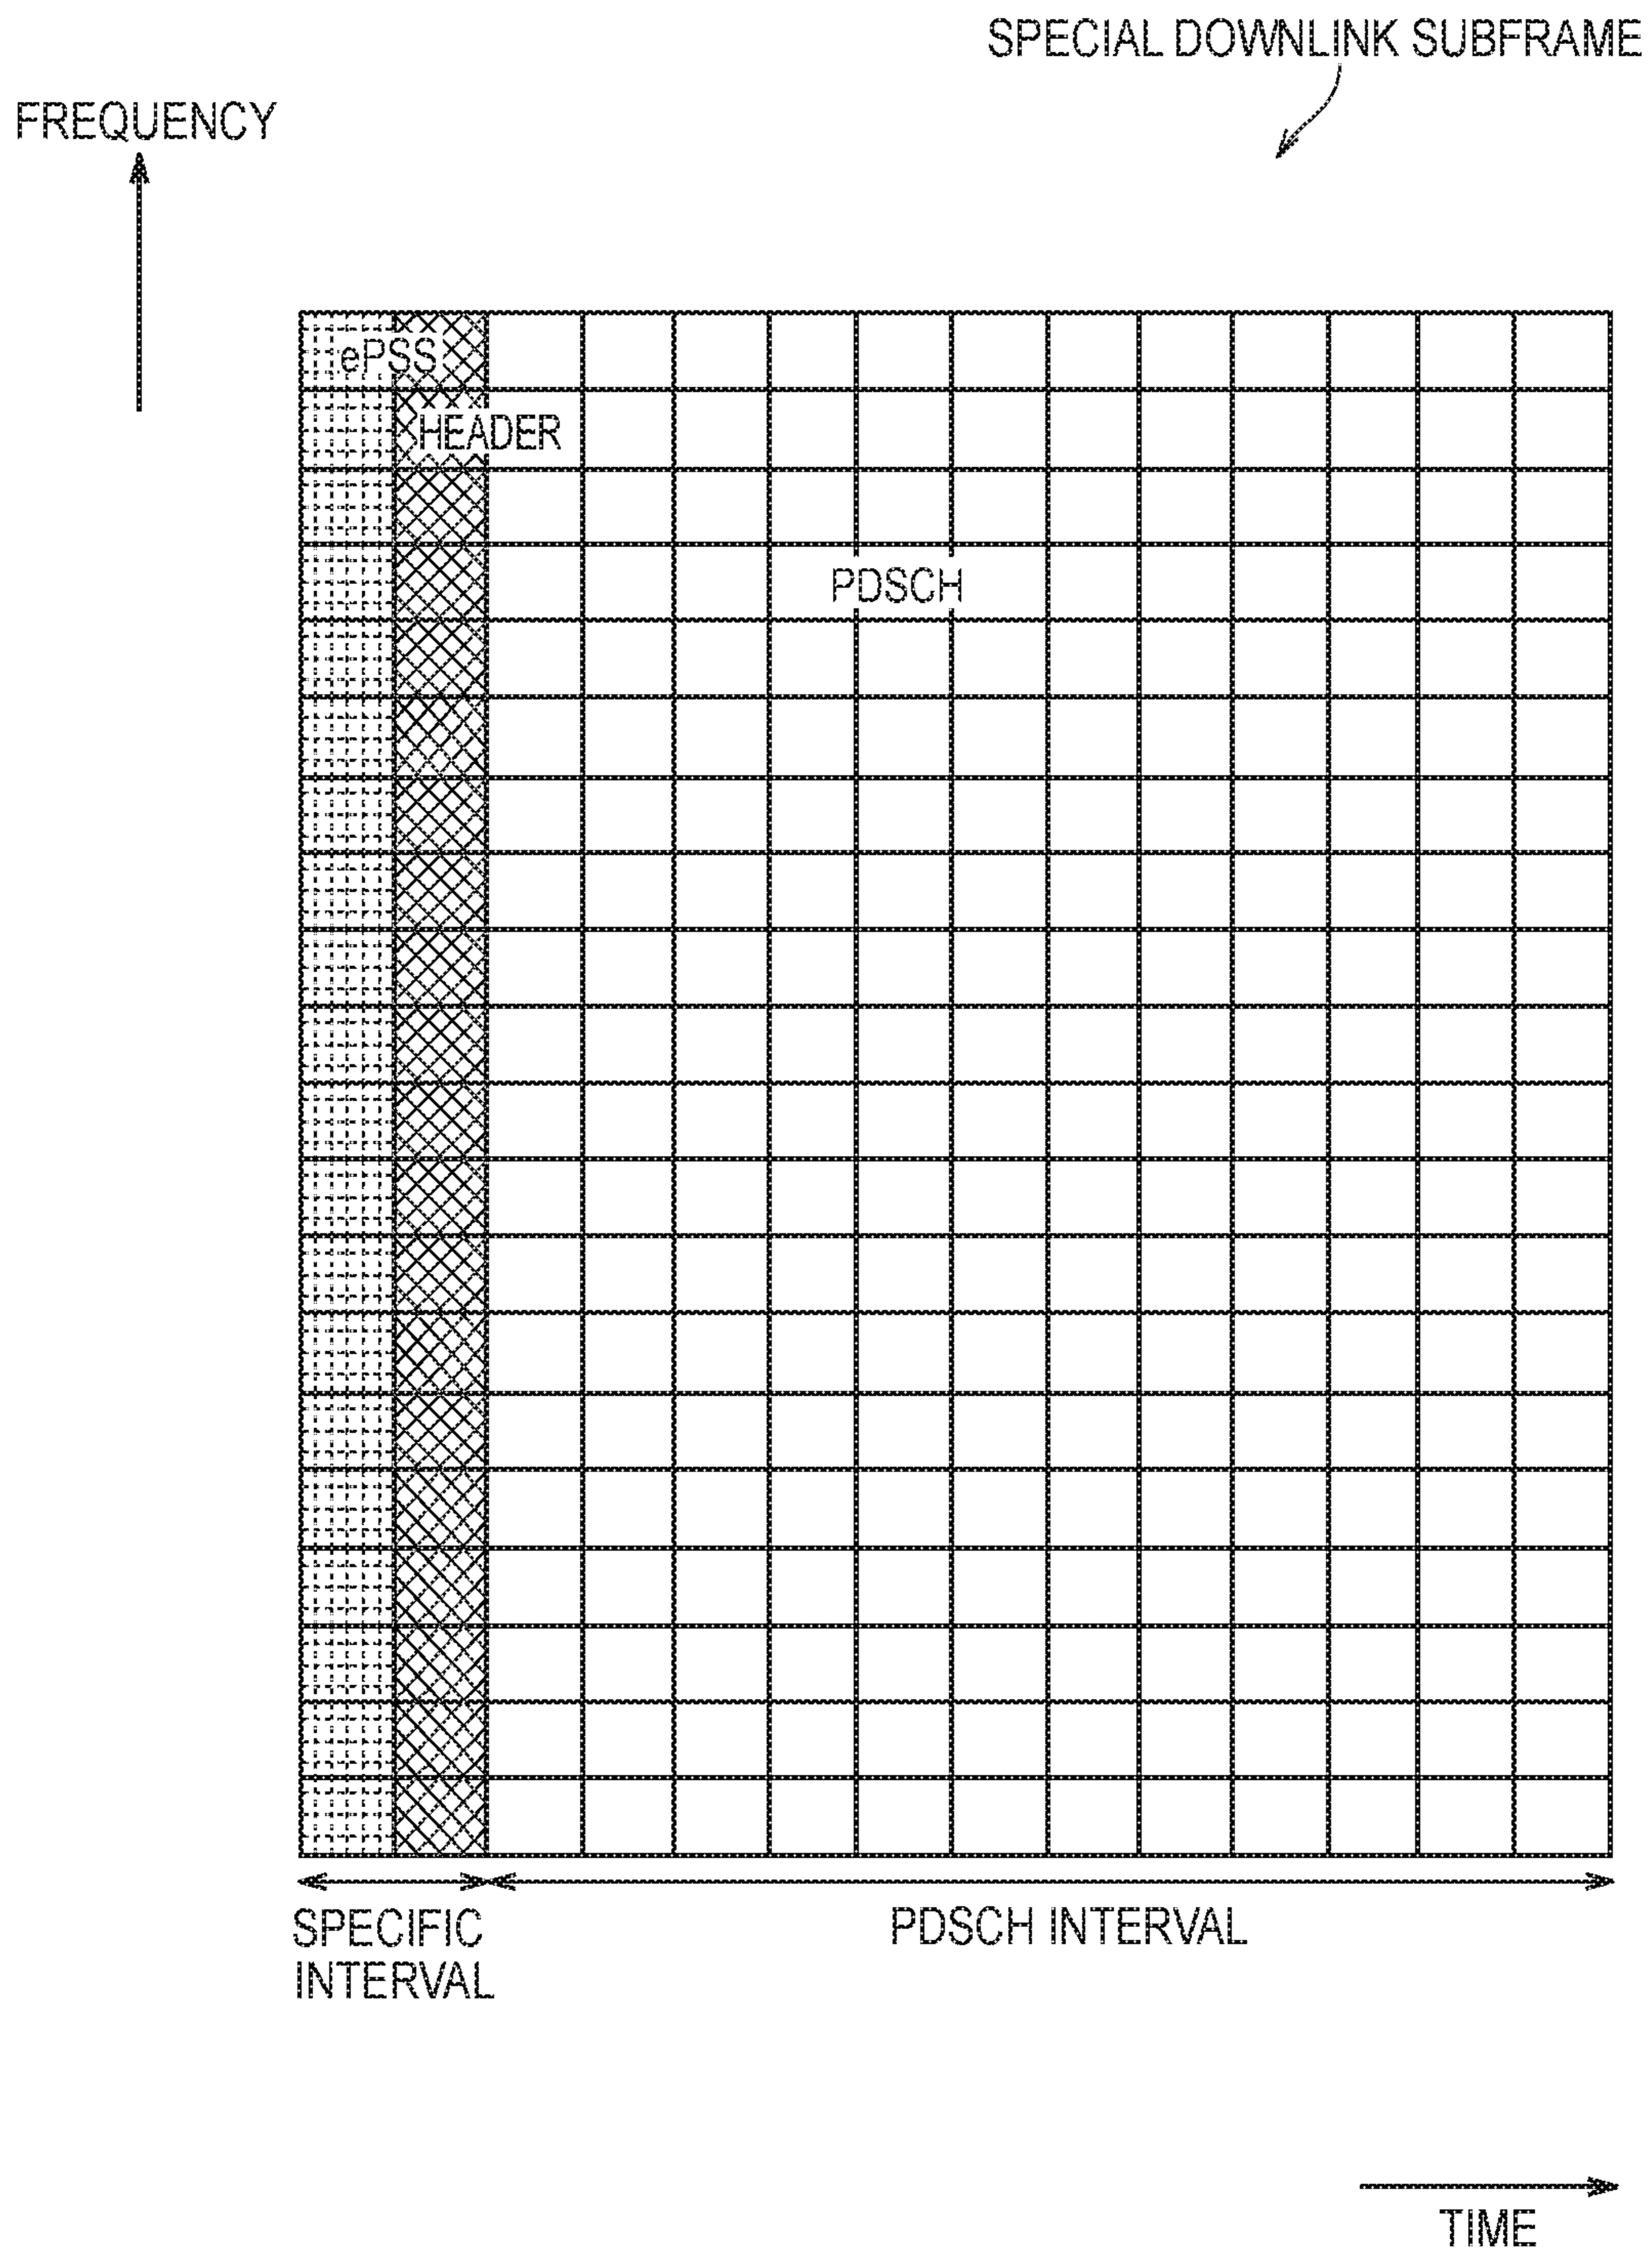 SPECIAL DOWNLINK SUBFRAME
FREQUENCY
ePSS
HEADER
PDSCH
SPECIFIC
INTERVAL
PDSCH INTERVAL
TIME